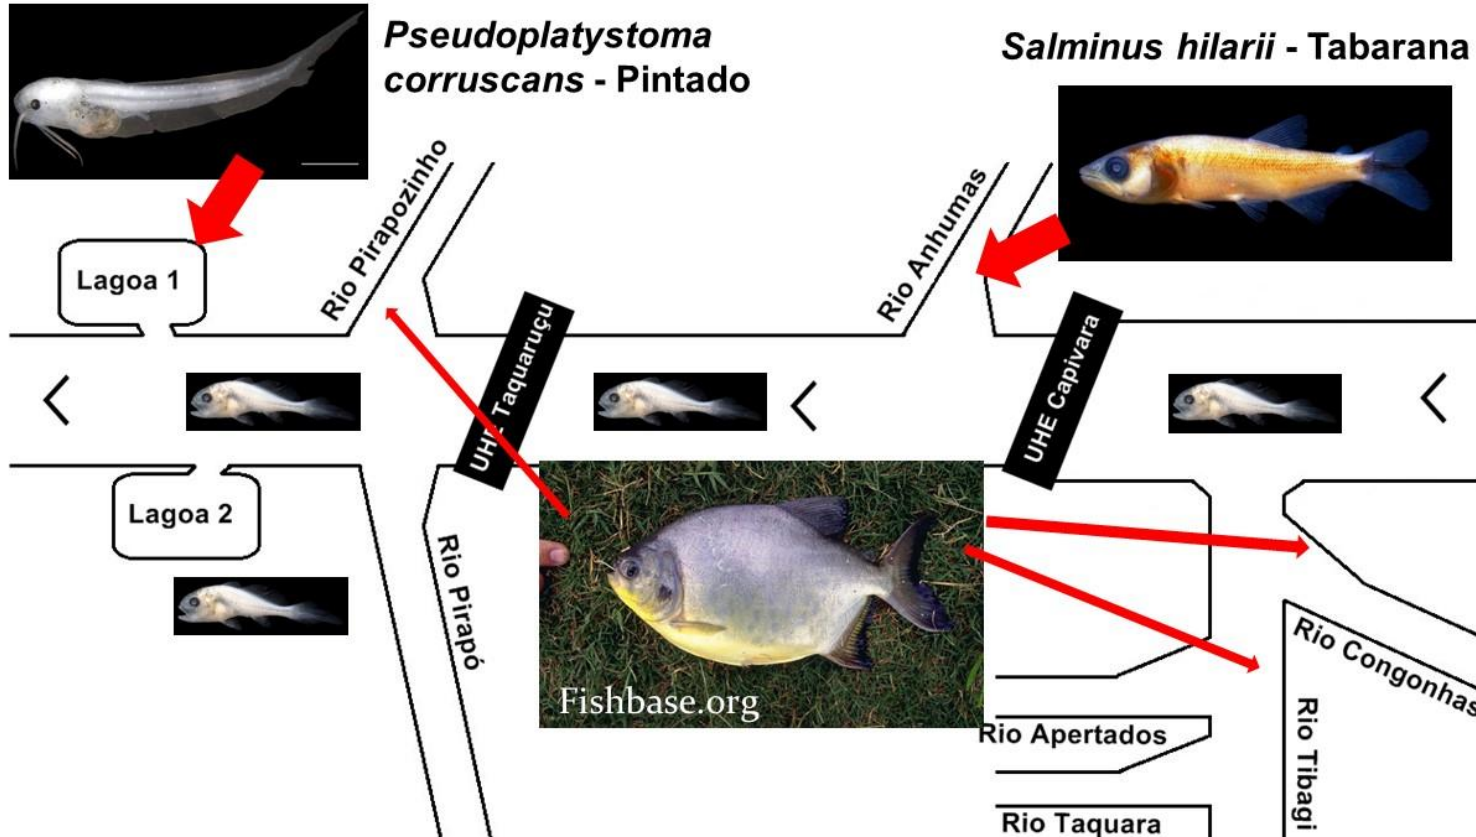 Pseudoplatystoma
corruscans - Pintado
Salminus hilarii - Tabarana
Rio Pirapozinho
Rio Anhumas
Lagoa 1
UHE Taquaruçu
UHE Capivara
Lagoa 2
Rio Pirapó
Rio Congonhas
Fishbase.org
Rio Apertados
Rio Tibagi
Rio Taquara